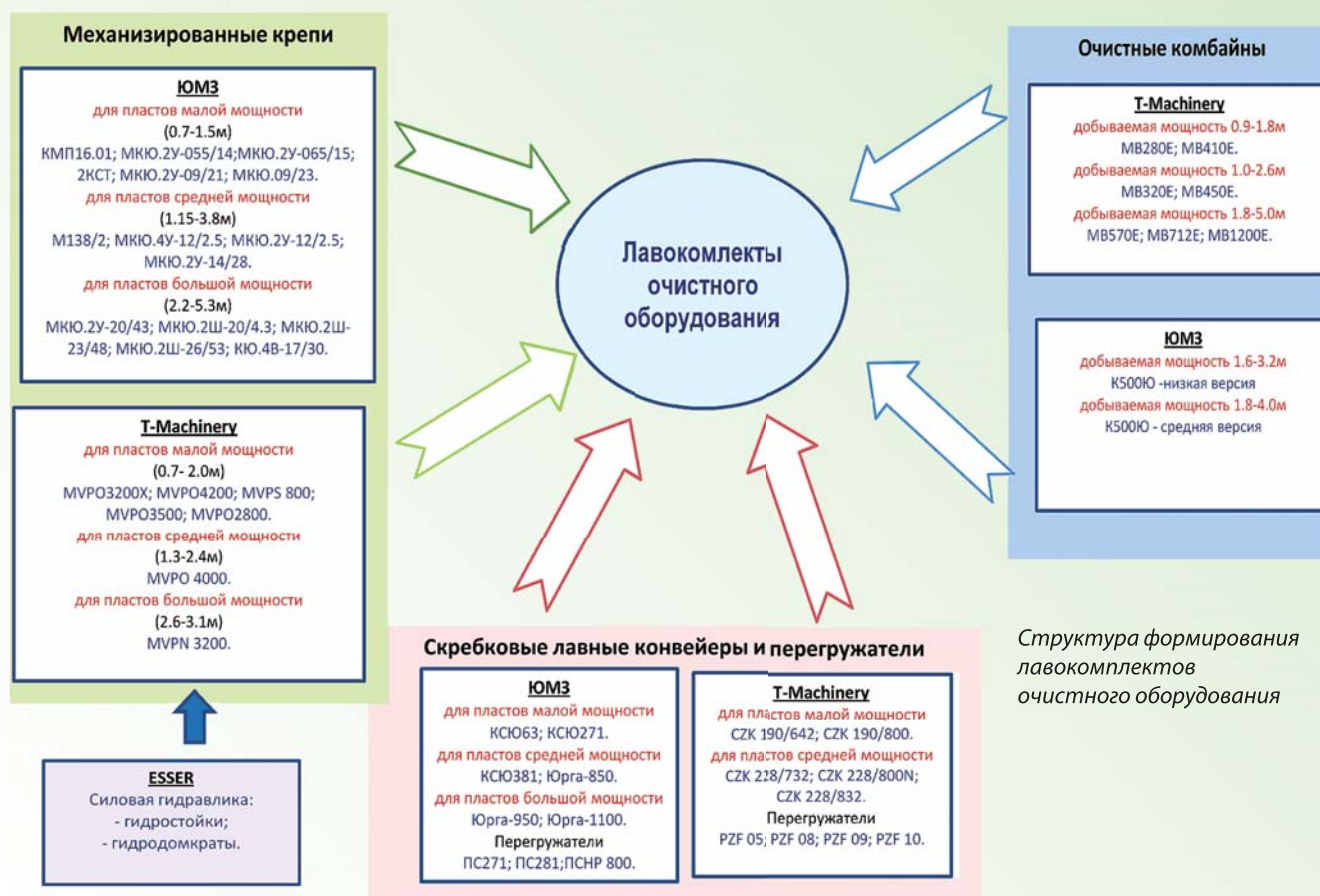 Механизированные крепи
ЮМЗ
для пластов малой мощности
(0.7-1.5м)
КМП16.01; МКЮ.2У-055/14;МКЮ.2У-065/15;
2КСТ; МКЮ.2У-09/21; МКЮ.09/23.
для пластов средней мощности
(1.15-3.8м)
М138/2; МКЮ.4У-12/2.5; МКЮ.2У-12/2.5;
МКЮ.2У-14/28.
для пластов большой мощности
(2.2-5.3м)
МКЮ.2У-20/43; МКЮ.2Ш-20/4.3; МКЮ.2Ш-
23/48; МКЮ.2Ш-26/53; КЮ.4В-17/30.
T-Machinery
для пластов малой мощности
(0.7- 2.0м)
MVPO3200X; MVPO4200; MVPS 800;
MVPO3500; MVPO2800.
для пластов средней мощности
(1.3-2.4м)
MVPO 4000.
для пластов большой мощности
(2.6-3.1м)
MVPN 3200.
ESSER
Силовая гидравлика:
- гидростойки;
- гидродомкраты.
Лавокомлекты
очистного
оборудования
Очистные комбайны
T-Machinery
добываемая мощность 0.9-1.8м
MB280E; MB410E.
добываемая мощность 1.0-2.6м
MB320E; MB450E.
добываемая мощность 1.8-5.0м
MB570E; MB712E; MB1200E.
ЮМЗ
добываемая мощность 1.6-3.2м
К500Ю -низкая версия
добываемая мощность 1.8-4.0м
К500Ю - средняя версия
Скребковые лавные конвейеры и перегружатели
ЮМЗ
для пластов малой мощности
КСЮ63; КСЮ271.
для пластов средней мощности
КСЮ381; Юрга-850.
для пластов большой мощности
Юрга-950; Юрга-1100.
Перегружатели
ПС271; ПС281;ПСНР 800.
T-Machinery
для пластов малой мощности
CZK 190/642; CZK 190/800.
для пластов средней мощности
CZK 228/732; CZK 228/800N;
CZK 228/832.
Перегружатели
PZF 05; PZF 08; PZF 09; PZF 10.
Структура формирования
лавокомплектов
очистного оборудования